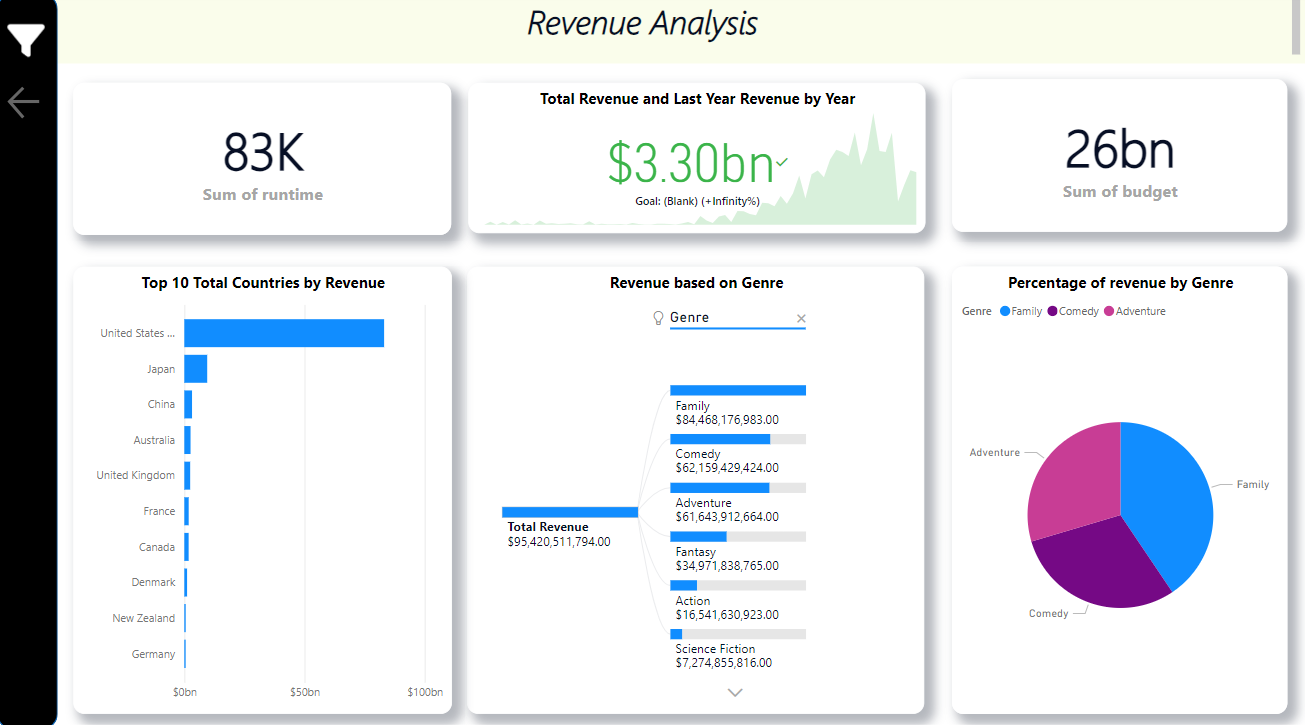 Revenue Analysis
83K
Sum of runtime
Total Revenue and Last Year Revenue by Year
$3.30bn
Goal: (Blank) (+Infinity%)
26bn
Sum of budget
Top 10 Total Countries by Revenue
United States ...
Japan
China
Australia
United Kingdom
France
Canada
Denmark
New Zealand
Germany
$0bn
$50bn
$100bn
Revenue based on Genre
Genre
Total Revenue
$95,420,511,794.00
Family
$84,468,176,983.00
Comedy
$62,159,429,424.00
Adventure
$61,643,912,664.00
Fantasy
$34,971,838,765.00
Action
$16,541,630,923.00
Science Fiction
$7,274,855,816.00
Percentage of revenue by Genre
Genre Family Comedy Adventure
Adventure
Family
Comedy